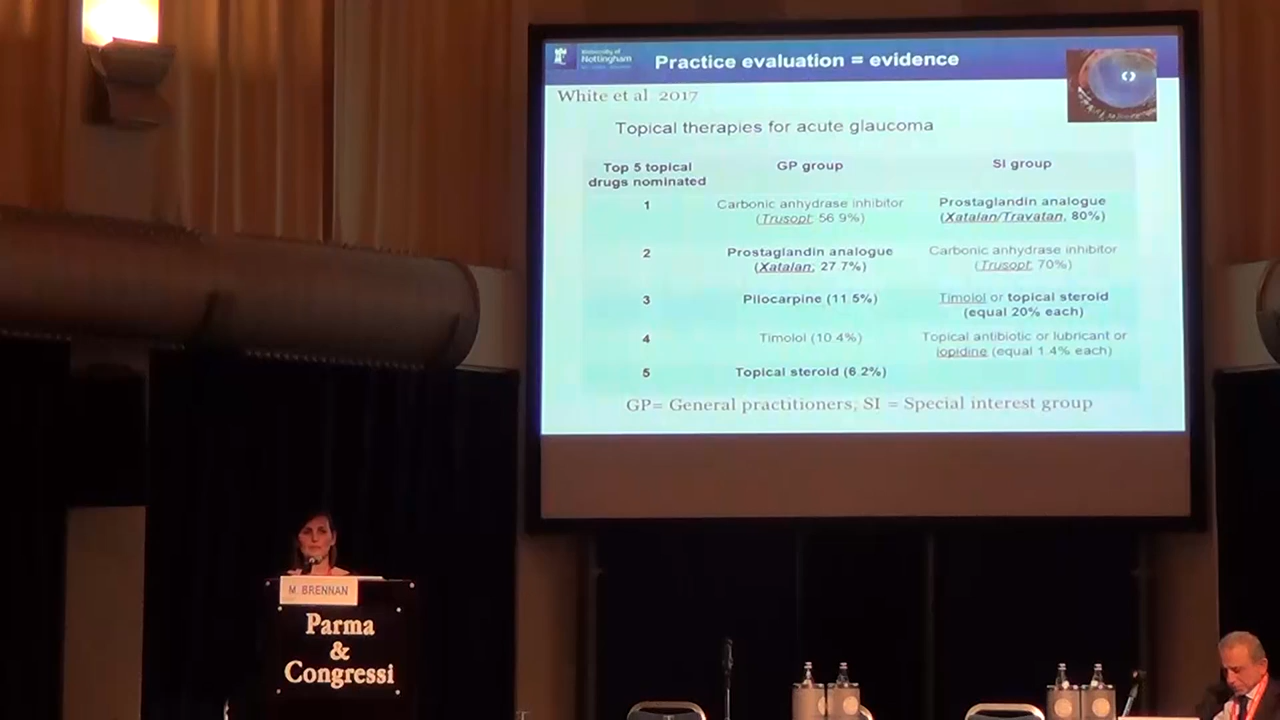 University of
Nottingham
Practice evaluation = evidence
White et al 2017
Topical therapies for acute glaucoma
Top 5 topical
drugs nominated
GP group
SI group
1
Carbonic anhydrase inhibitor
(Trusopt; 56.9%)
Prostaglandin analogue
(Xatalan/Travatan, 80%)
2
Prostaglandin analogue
(Xatalan; 27.7%)
Carbonic anhydrase inhibitor
(Trusopt; 70%)
3
Pilocarpine (11.5%)
Timolol or topical steroid
(equal 20% each)
4
Timolol (10.4%)
Topical antibiotic or lubricant or
iopidine (equal 1.4% each)
5
Topical steroid (6.2%)
GP= General practitioners; SI = Special interest group
M. BRENNAN
Parma
&
Congressi